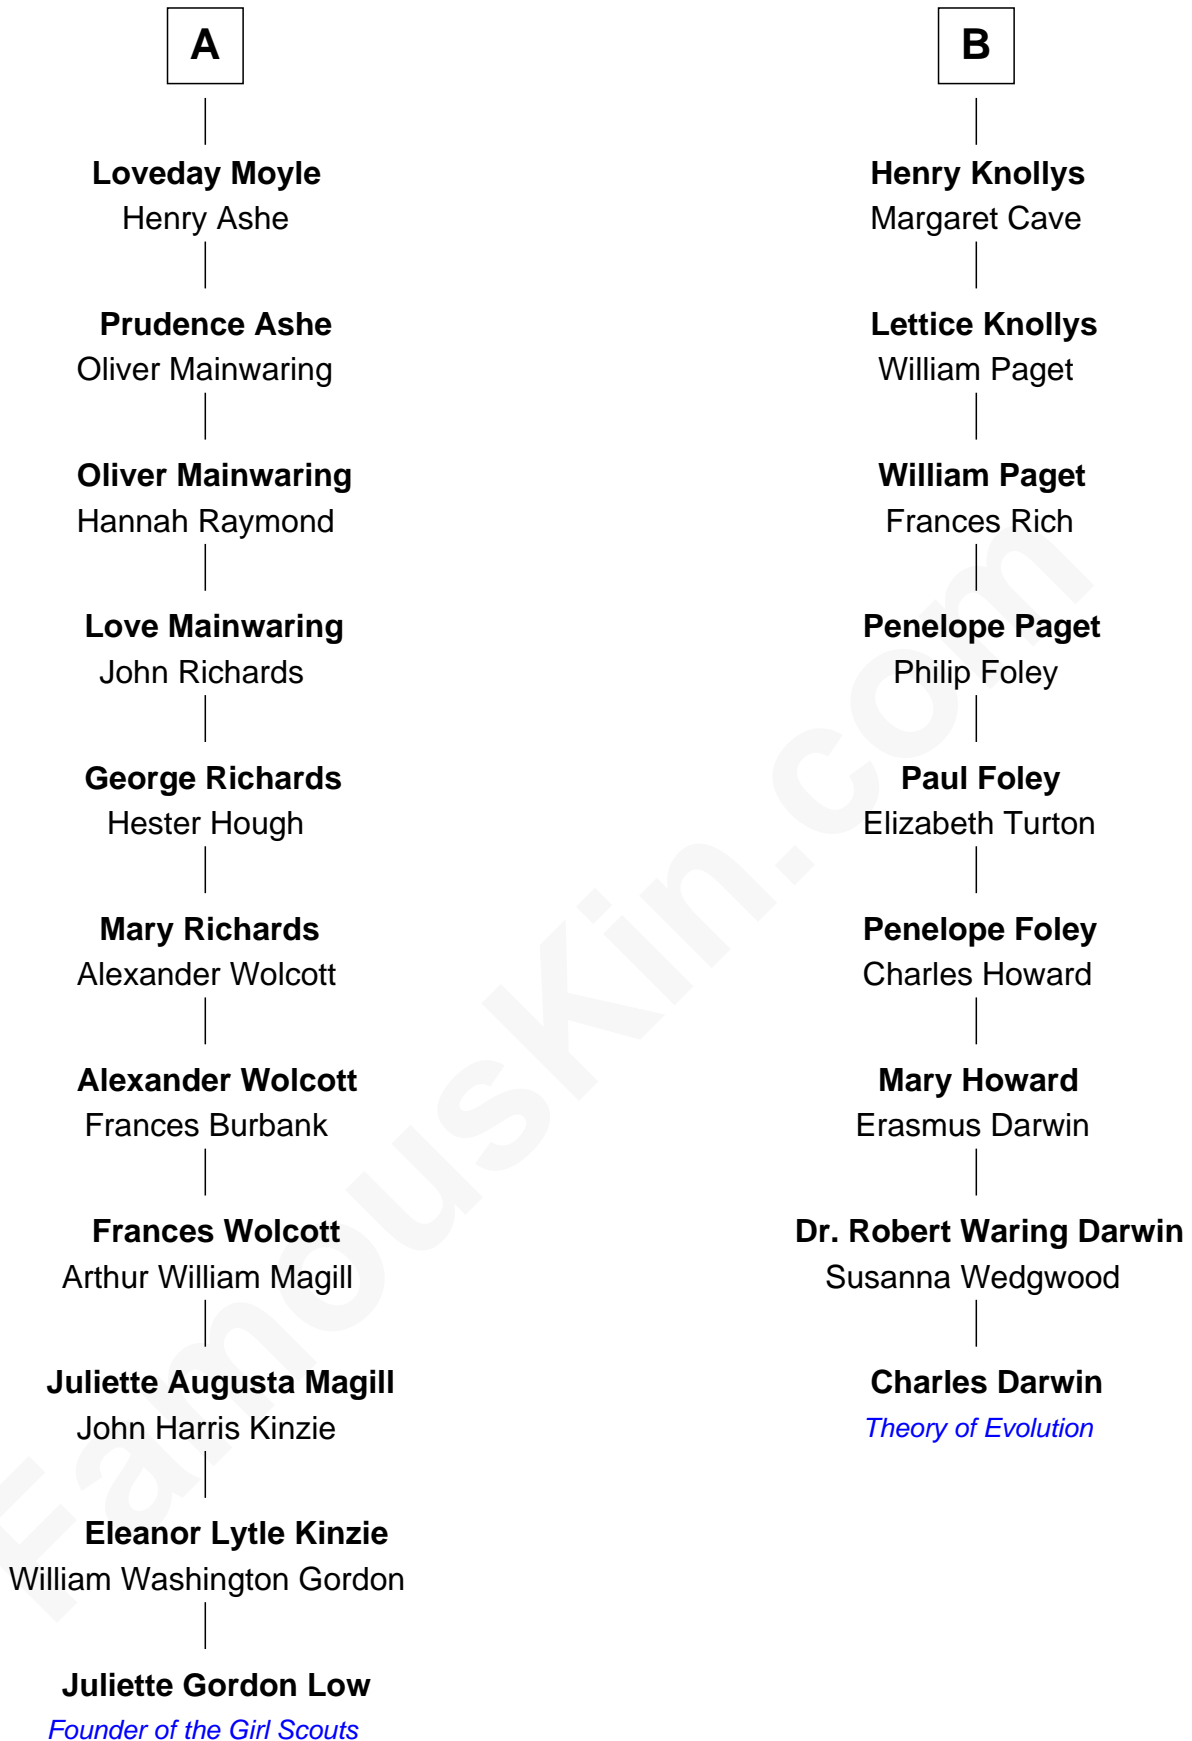 A
Loveday Moyle
Henry Ashe
Prudence Ashe
Oliver Mainwaring
Oliver Mainwaring
Hannah Raymond
Love Mainwaring
John Richards
George Richards
Hester Hough
Mary Richards
Alexander Wolcott
Alexander Wolcott
Frances Burbank
Frances Wolcott
Arthur William Magill
Juliette Augusta Magill
John Harris Kinzie
Eleanor Lytle Kinzie
William Washington Gordon
Juliette Gordon Low
Founder of the Girl Scouts
B
Henry Knollys
Margaret Cave
Lettice Knollys
William Paget
William Paget
Frances Rich
Penelope Paget
Philip Foley
Paul Foley
Elizabeth Turton
Penelope Foley
Charles Howard
Mary Howard
Erasmus Darwin
Dr. Robert Waring Darwin
Susanna Wedgwood
Charles Darwin
Theory of Evolution
FamousKin.com